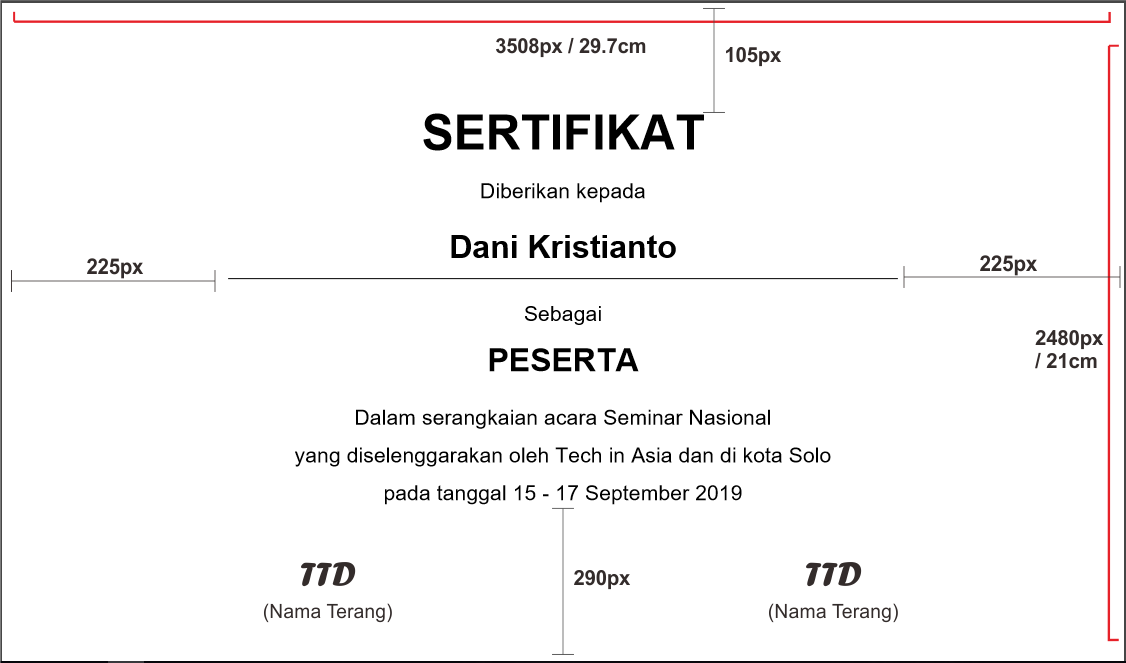 3508px / 29.7cm
105px
SERTIFIKAT
Diberikan kepada
Dani Kristianto
225px
225px
Sebagai
2480px
/ 21cm
PESERTA
Dalam serangkaian acara Seminar Nasional
yang diselenggarakan oleh Tech in Asia dan di kota Solo
pada tanggal 15 - 17 September 2019
TTD
290px
TTD
(Nama Terang)
(Nama Terang)